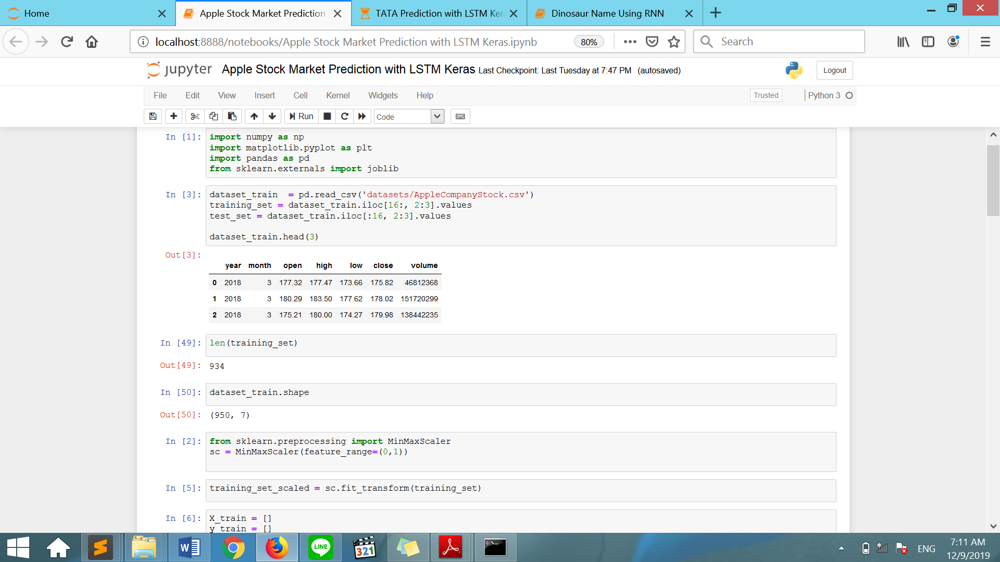 Home
Apple Stock Market Prediction
TATA Prediction with LSTM Ker
Dinosaur Name Using RNN
localhost:8888/notebooks/Apple Stock Market Prediction with LSTM Keras.ipynb
80%
Search
jupyter Apple Stock Market Prediction with LSTM Keras Last Checkpoint: Last Tuesday at 7:47 PM (autosaved)
Logout
File Edit View Insert Cell Kernel Widgets Help
Trusted
Python 3
Run
Code
In [1]: import numpy as np
import matplotlib.pyplot as plt
import pandas as pd
from sklearn.externals import joblib
In [3]: dataset_train  = pd.read_csv('datasets/AppleCompanyStock.csv')
training_set = dataset_train.iloc[16:, 2:3].values
test_set = dataset_train.iloc[:16, 2:3].values
dataset_train.head(3)
Out[3]:
year month open high low close volume
0 2018 3 177.32 177.47 173.66 175.82 46812368
1 2018 3 180.29 183.50 177.62 178.02 151720299
2 2018 3 175.21 180.00 174.27 179.98 138442235
In [49]: len(training_set)
Out[49]: 934
In [50]: dataset_train.shape
Out[50]: (950, 7)
In [2]: from sklearn.preprocessing import MinMaxScaler
sc = MinMaxScaler(feature_range=(0,1))
In [5]: training_set_scaled = sc.fit_transform(training_set)
In [6]: X_train = []
y_train = []
LINE
321
C:\_
ENG
7:11 AM
12/9/2019